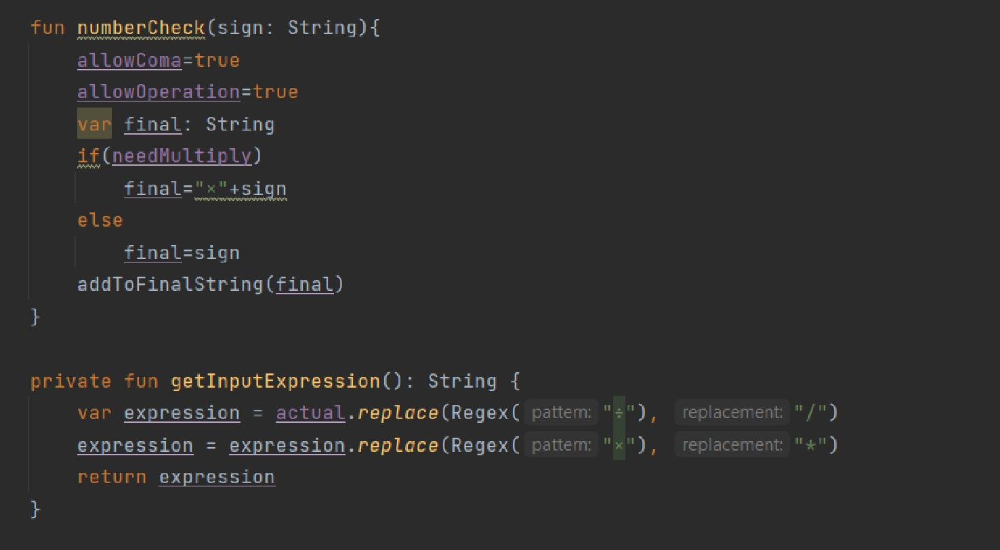 fun numberCheck(sign: String){
allowComa=true
allowOperation=true
var final: String
if(needMultiply)
final="×"+sign
else
final=sign
addToFinalString(final)
}
private fun getInputExpression(): String {
var expression = actual.replace(Regex( pattern: "÷"), replacement: "/")
expression = expression.replace(Regex( pattern: "×"), replacement: "*")
return expression
}